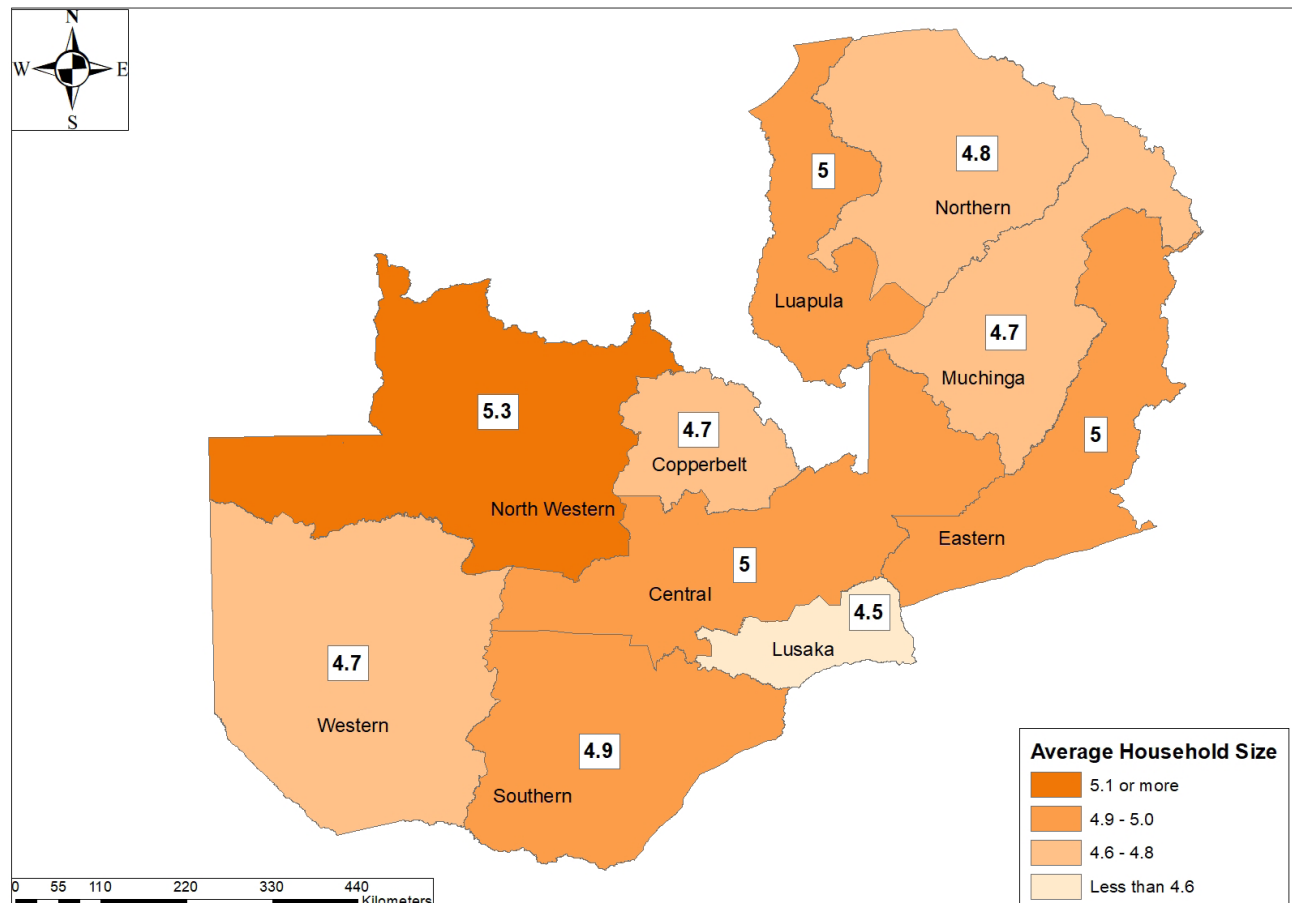 N
W E
S
5
4.8
Northern
Luapula
4.7
Muchinga
5.3
4.7
Copperbelt
5
North Western
Eastern
5
Central
4.5
Lusaka
4.7
Western
4.9
Southern
Average Household Size
5.1 or more
4.9 - 5.0
4.6 - 4.8
Less than 4.6
0 55 110 220 330 440
Kilometers